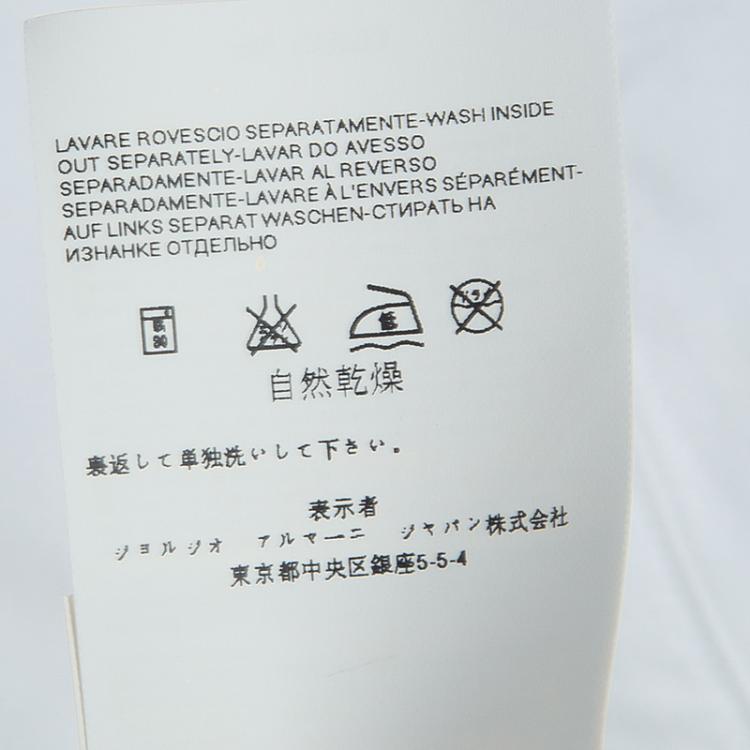 LAVARE ROVESCIO SEPARATAMENTE-WASH INSIDE
OUT SEPARATELY-LAVAR DO AVESSO
SEPARADAMENTE-LAVAR AL REVERSO
SEPARADAMENTE-LAVARE À L'ENVERS SÉPARÉMENT-
AUF LINKS SEPARAT WASCHEN-СТИРАТЬ НА
ИЗНАНКЕ ОТДЕЛЬНО
低
自然乾燥
裏返して単独洗いして下さい。
表示者
ジョルジオ アルマーニ ジャパン株式会社
東京都中央区銀座5-5-4